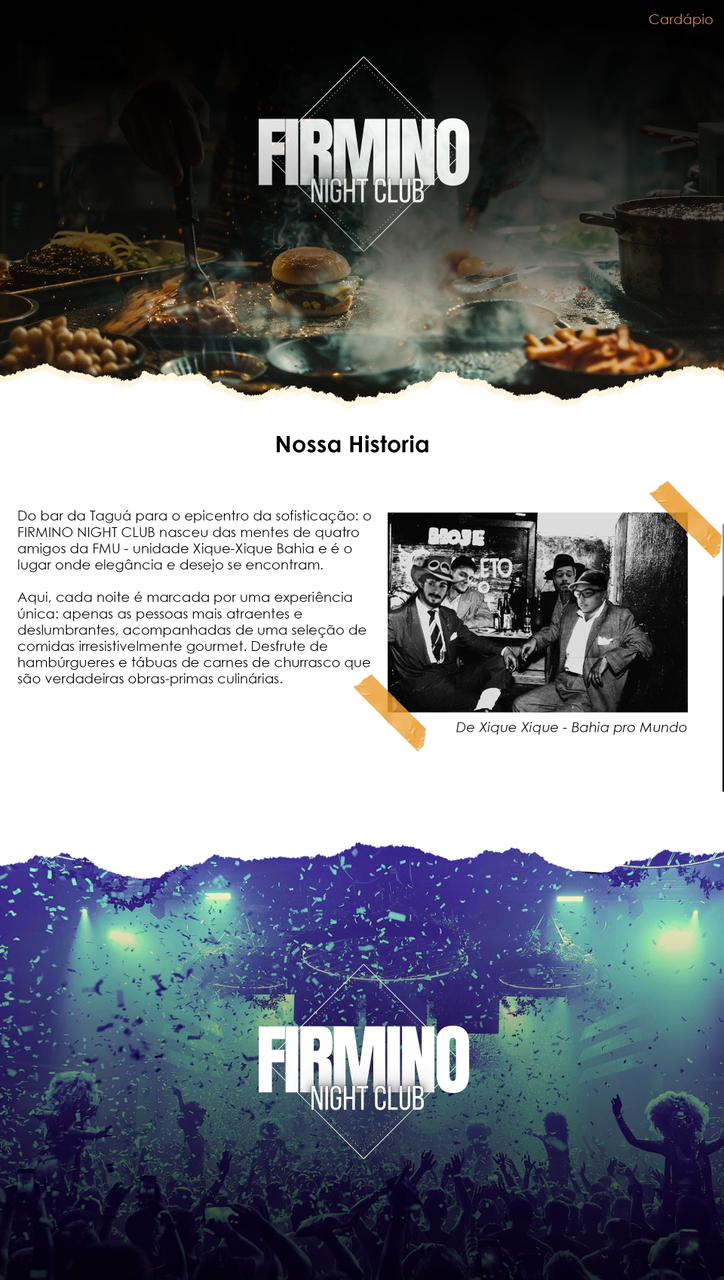 Cardápio
FIRMINO
NIGHT CLUB
Nossa Historia
Do bar da Taguá para o epicentro da sofisticação: o
FIRMINO NIGHT CLUB nasceu das mentes de quatro
amigos da FMU - unidade Xique-Xique Bahia e é o
lugar onde elegância e desejo se encontram.
Aqui, cada noite é marcada por uma experiência
única: apenas as pessoas mais atraentes e
deslumbrantes, acompanhadas de uma seleção de
comidas irresistivelmente gourmet. Desfrute de
hambúrgueres e tábuas de carnes de churrasco que
são verdadeiras obras-primas culinárias.
HOJE
ETO
De Xique Xique - Bahia pro Mundo
FIRMINO
NIGHT CLUB